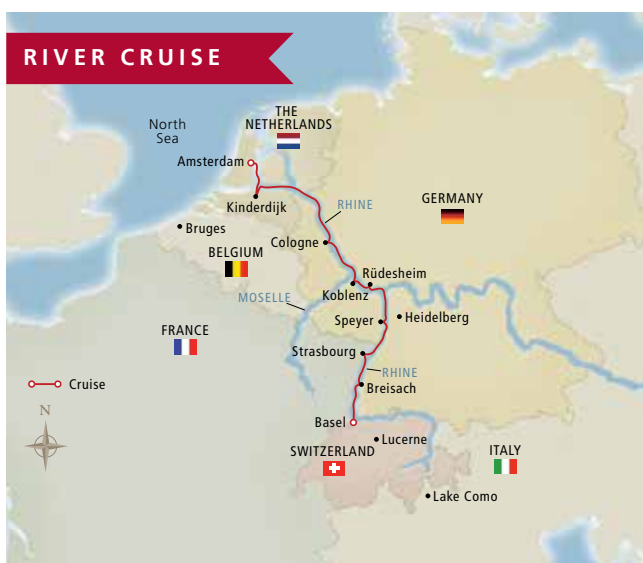 RIVER CRUISE
North
Sea
THE
NETHERLANDS
Amsterdam
Kinderdijk
RHINE
GERMANY
Bruges
Cologne
BELGIUM
Rüdesheim
MOSELLE
Koblenz
Speyer
Heidelberg
FRANCE
Strasbourg
RHINE
Cruise
Breisach
N
Basel
Lucerne
SWITZERLAND
ITALY
Lake Como